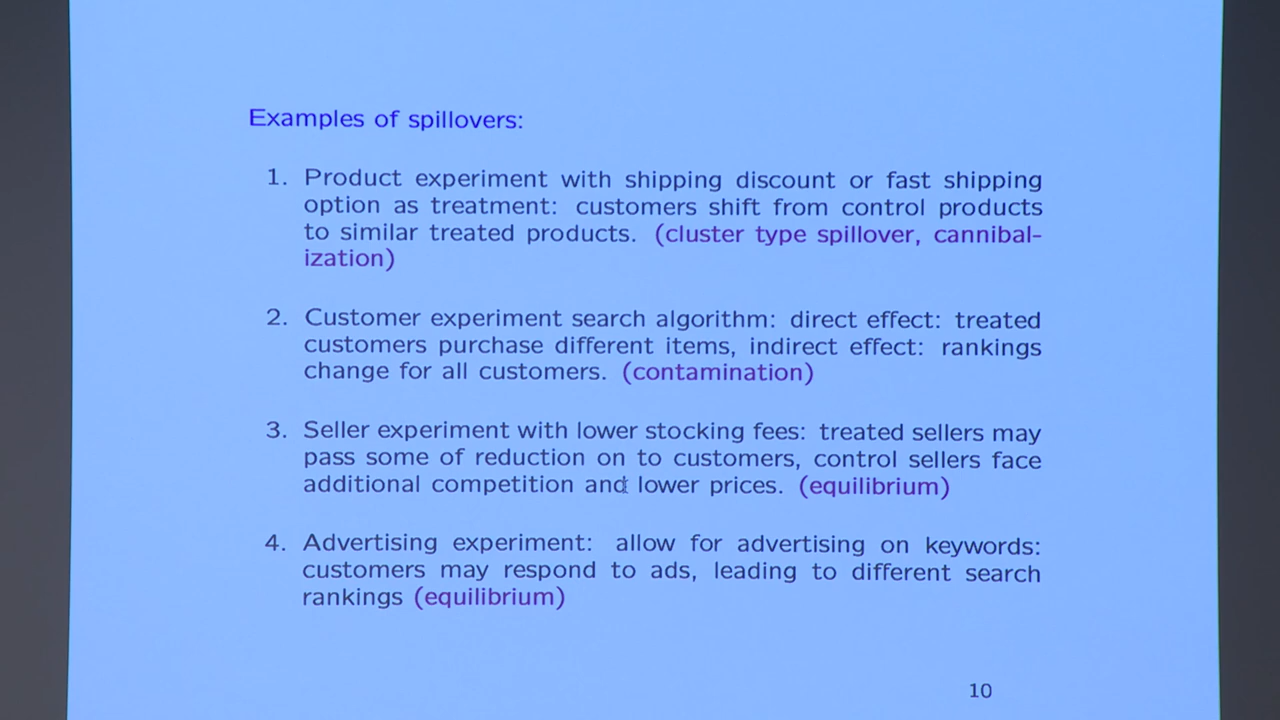 Examples of spillovers:
1. Product experiment with shipping discount or fast shipping
option as treatment: customers shift from control products
to similar treated products. (cluster type spillover, cannibal-
ization)
2. Customer experiment search algorithm: direct effect: treated
customers purchase different items, indirect effect: rankings
change for all customers. (contamination)
3. Seller experiment with lower stocking fees: treated sellers may
pass some of reduction on to customers, control sellers face
additional competition and lower prices. (equilibrium)
4. Advertising experiment: allow for advertising on keywords:
customers may respond to ads, leading to different search
rankings (equilibrium)
10